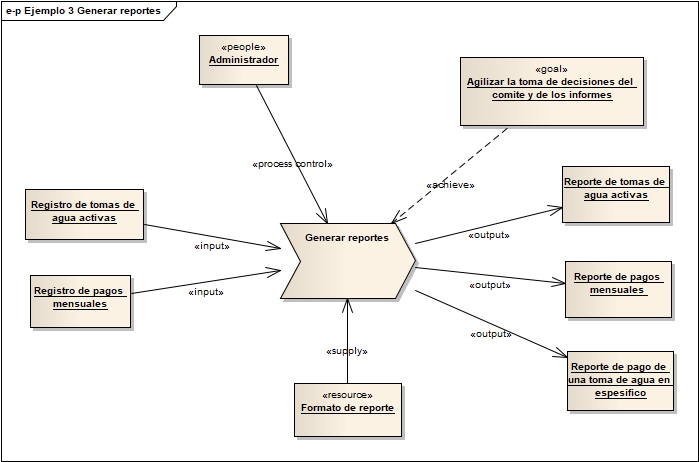 e-p Ejemplo 3 Generar reportes
«people»
Administrador
«goal»
Agilizar la toma de decisiones del
comite y de los informes
«process control»
«achieve»
Registro de tomas de
agua activas
«input»
Registro de pagos
mensuales
«input»
Generar reportes
Reporte de tomas de
agua activas
«output»
Reporte de pagos
mensuales
«output»
Reporte de pago de
una toma de agua en
espesifico
«output»
«supply»
«resource»
Formato de reporte